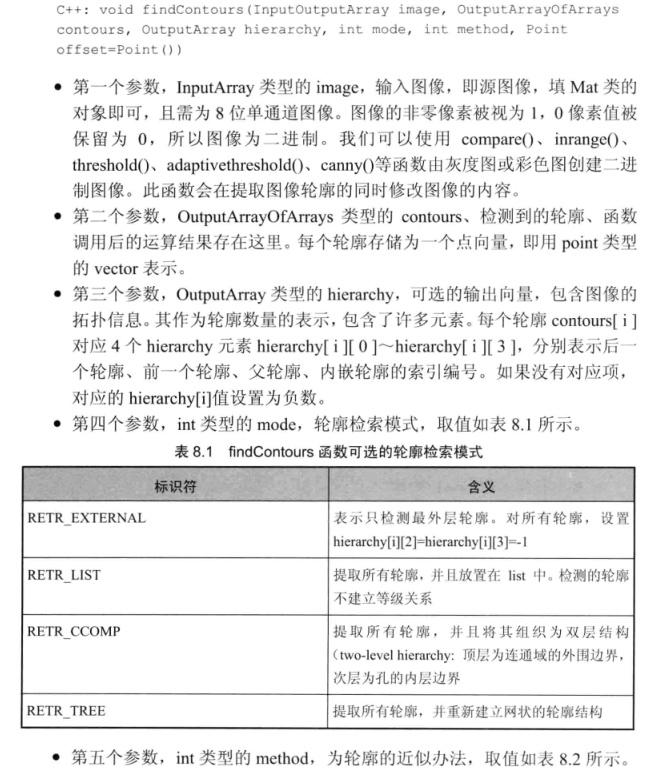 C++: void findContours(InputOutputArray image, OutputArrayOfArrays
contours, OutputArray hierarchy, int mode, int method, Point
offset=Point())
● 第一个参数，InputArray 类型的 image，输入图像，即源图像，填 Mat 类的
对象即可，且需为 8 位单通道图像。图像的非零像素被视为 1，0 像素值被
保留为 0，所以图像为二进制。我们可以使用 compare()、inrange()、
threshold()、adaptivethreshold()、canny()等函数由灰度图或彩色图创建二进
制图像。此函数会在提取图像轮廓的同时修改图像的内容。
● 第二个参数，OutputArrayOfArrays 类型的 contours、检测到的轮廓、函数
调用后的运算结果存在这里。每个轮廓存储为一个点向量，即用 point 类型
的 vector 表示。
● 第三个参数，OutputArray 类型的 hierarchy，可选的输出向量，包含图像的
拓扑信息。其作为轮廓数量的表示，包含了许多元素。每个轮廓 contours[ i ]
对应 4 个 hierarchy 元素 hierarchy[ i ][ 0 ]～hierarchy[ i ][ 3 ]，分别表示后一
个轮廓、前一个轮廓、父轮廓、内嵌轮廓的索引编号。如果没有对应项，
对应的 hierarchy[i]值设置为负数。
● 第四个参数，int 类型的 mode，轮廓检索模式，取值如表 8.1 所示。
表 8.1 findContours 函数可选的轮廓检索模式
标识符 含义
RETR_EXTERNAL 表示只检测最外层轮廓。对所有轮廓，设置
hierarchy[i][2]=hierarchy[i][3]=-1
RETR_LIST 提取所有轮廓，并且放置在 list 中。检测的轮廓
不建立等级关系
RETR_CCOMP 提取所有轮廓，并且将其组织为双层结构
（two-level hierarchy: 顶层为连通域的外围边界，
次层为孔的内层边界
RETR_TREE 提取所有轮廓，并重新建立网状的轮廓结构
● 第五个参数，int 类型的 method，为轮廓的近似办法，取值如表 8.2 所示。